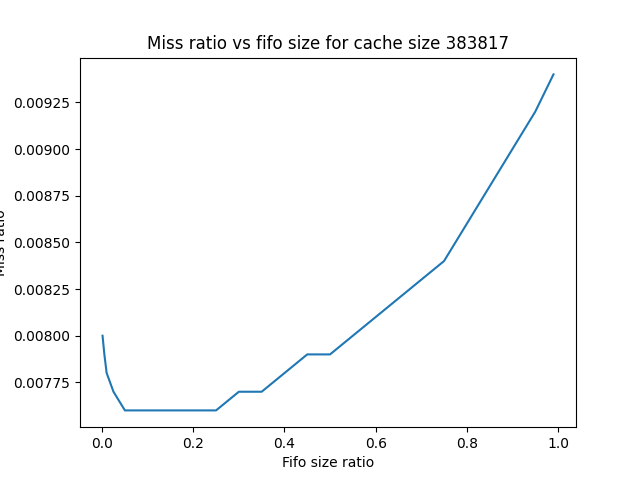 Miss ratio vs fifo size for cache size 383817
0.00925
0.00900
0.00875
0.00850
0.00825
0.00800
0.00775
Miss ratio
0.0 0.2 0.4 0.6 0.8 1.0
Fifo size ratio